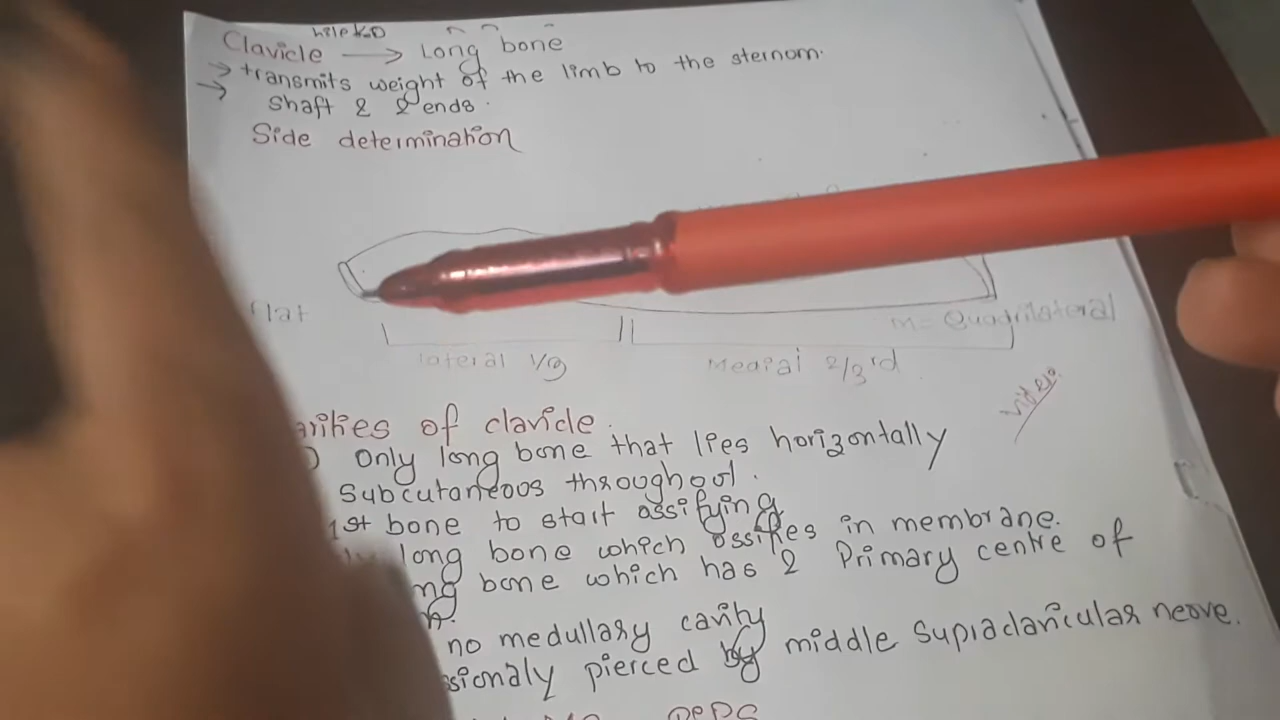 Clavicle → Long bone
→ transmits weight of the limb to the sternom.
→ Shaft & 2 ends.
Side determination
flat
m = Quadrilateral
lateral 1/3
Medial 2/3rd
video
arities of clavicle.
) only long bone that lies horizontally
Subcutaneous throughout.
1st bone to start ossifying
long bone which ossifies in membrane.
ng bone which has 2 Primary centre of
n.
no medullary cavity
sionaly pierced by middle Supraclavicular nerve.